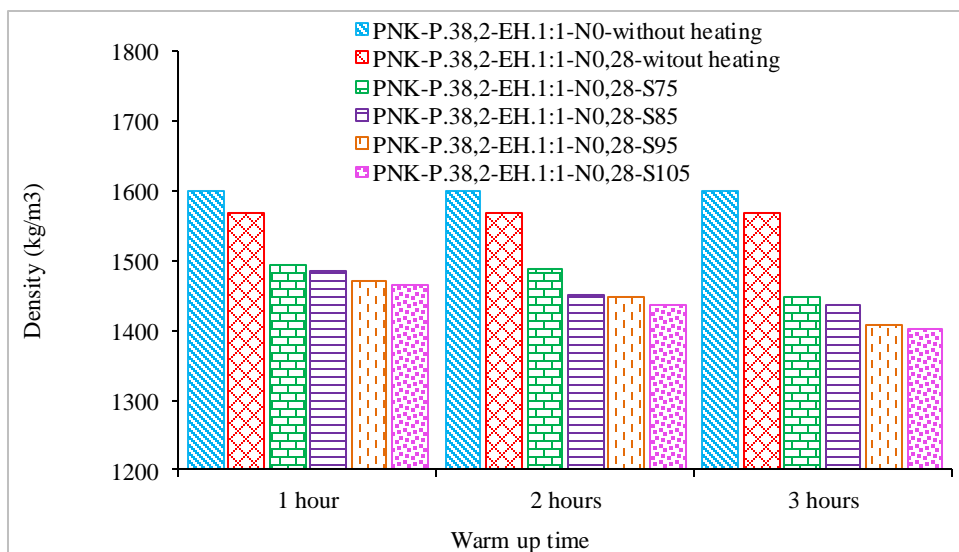 PNK-P.38,2-EH.1:1-N0-without heating
PNK-P.38,2-EH.1:1-N0,28-witout heating
PNK-P.38,2-EH.1:1-N0,28-S75
PNK-P.38,2-EH.1:1-N0,28-S85
PNK-P.38,2-EH.1:1-N0,28-S95
PNK-P.38,2-EH.1:1-N0,28-S105
Density (kg/m3)
1800
1700
1600
1500
1400
1300
1200
1 hour
2 hours
3 hours
Warm up time